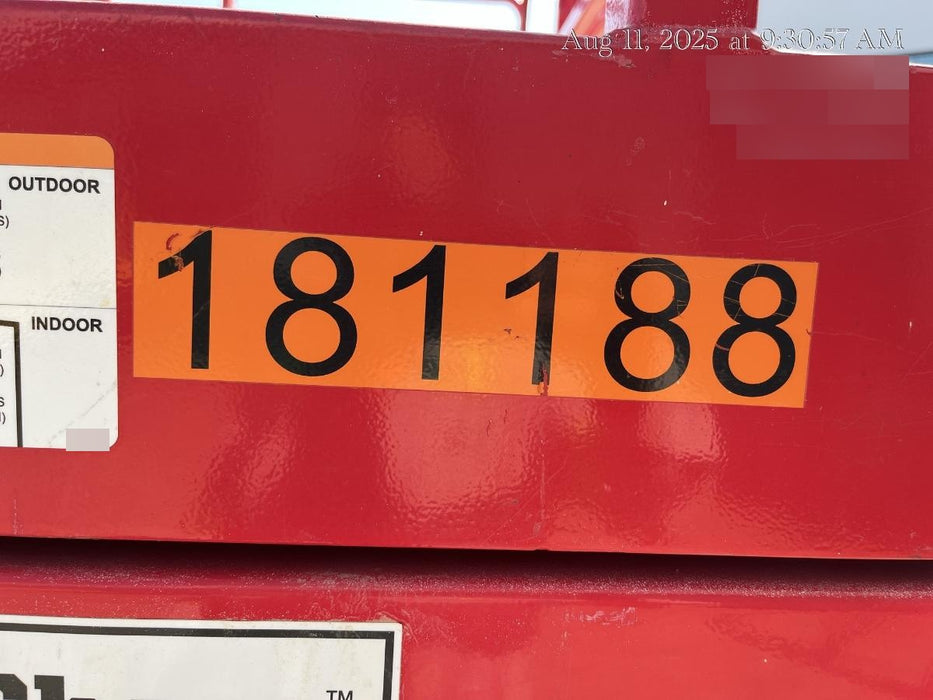 Aug 11, 2025 at 9:30:57 AM
OUTDOOR
181188
INDOOR
TM